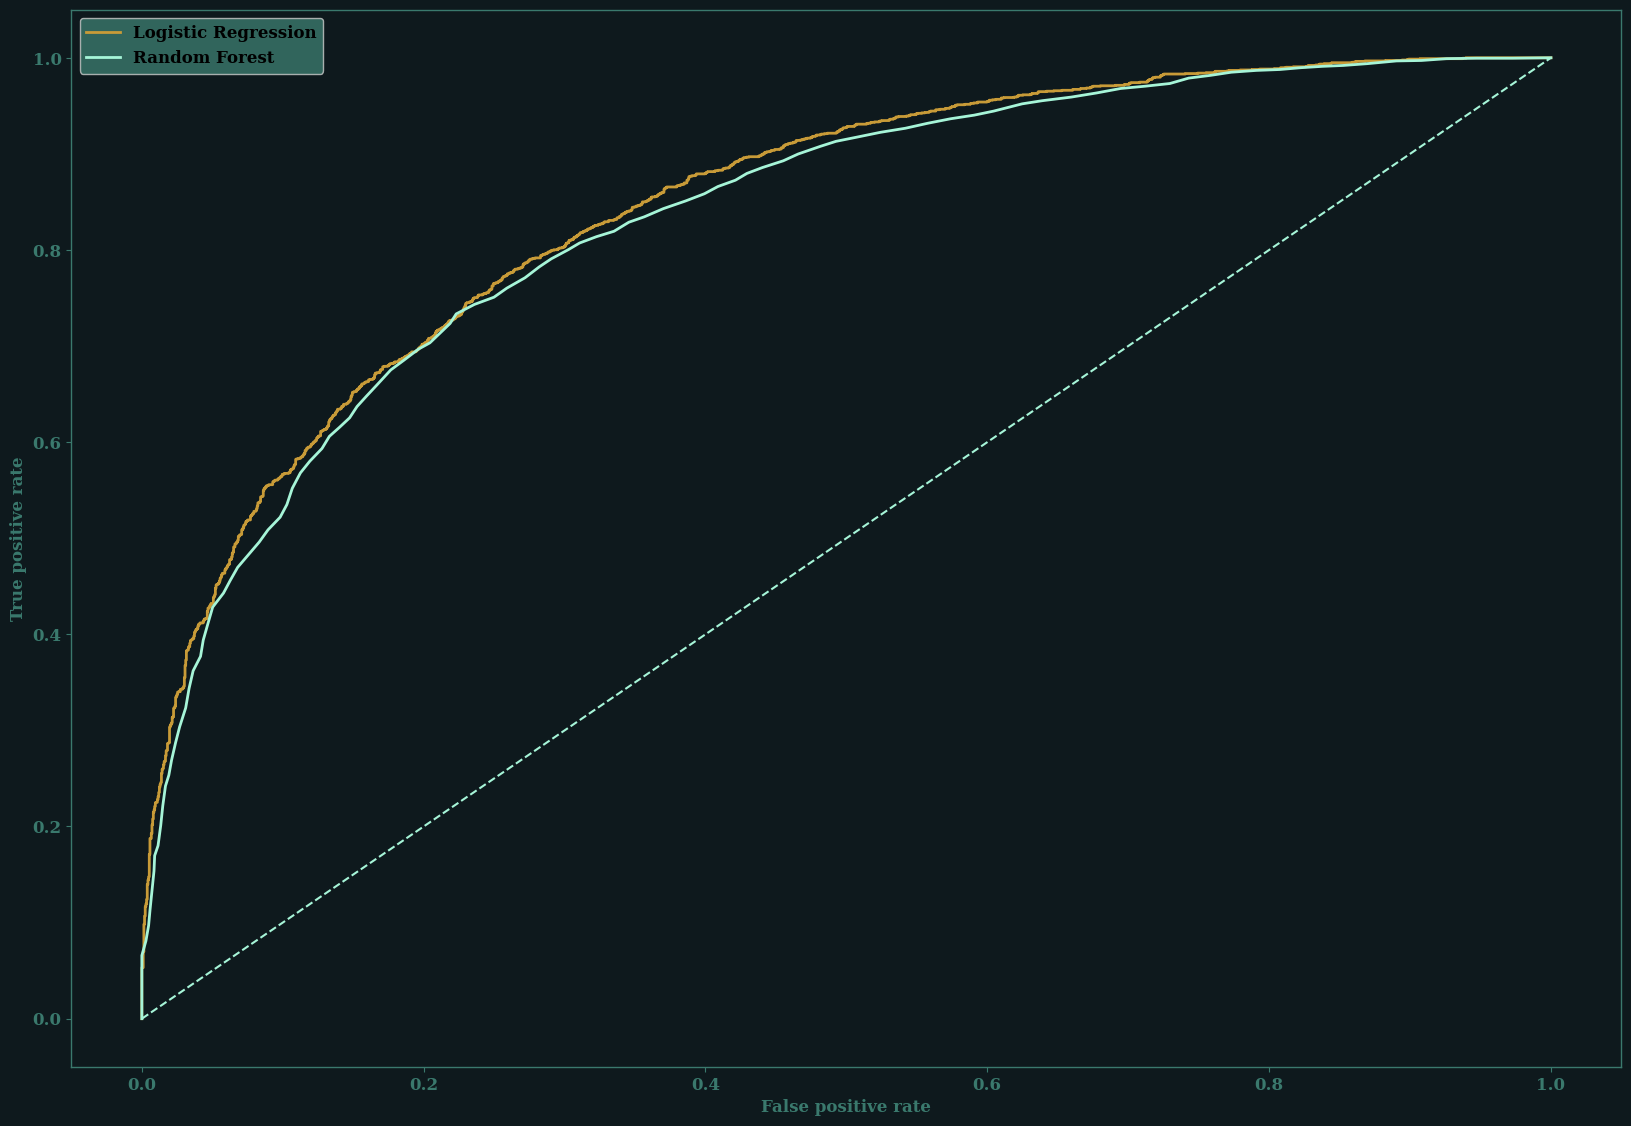 Logistic Regression
Random Forest
1.0
0.8
0.6
0.4
0.2
0.0
True positive rate
0.0 0.2 0.4 0.6 0.8 1.0
False positive rate